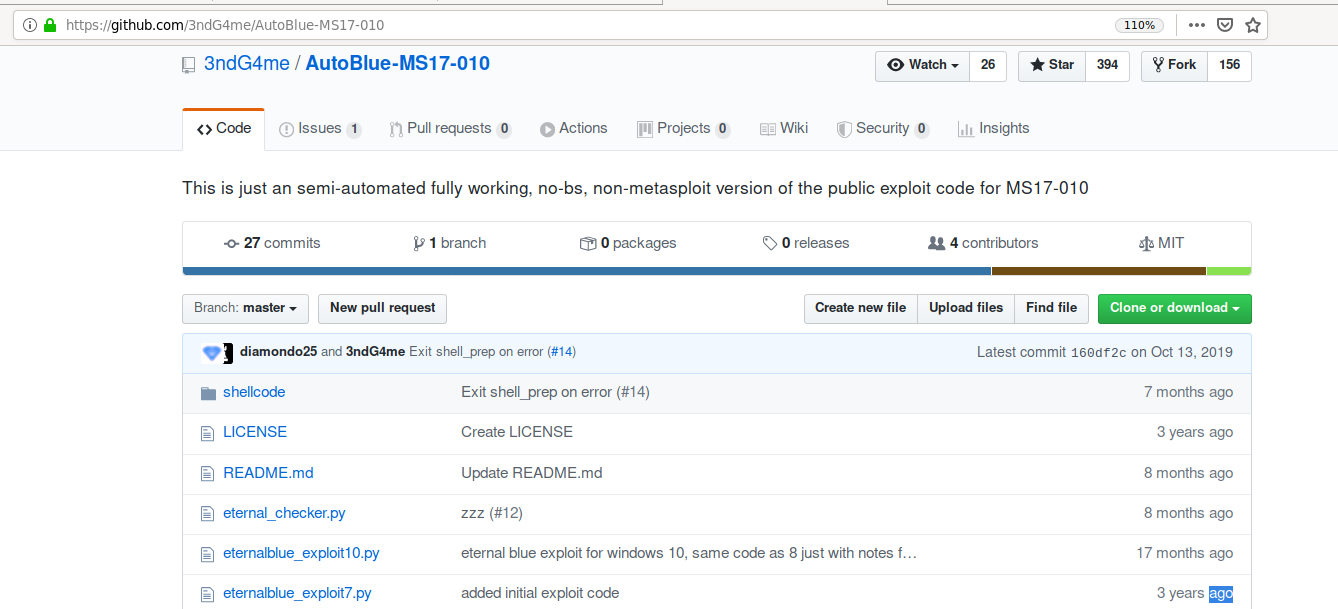 https://github.com/3ndG4me/AutoBlue-MS17-010 110%
3ndG4me / AutoBlue-MS17-010 Watch 26 Star 394 Fork 156
Code Issues 1 Pull requests 0 Actions Projects 0 Wiki Security 0 Insights
This is just an semi-automated fully working, no-bs, non-metasploit version of the public exploit code for MS17-010
27 commits 1 branch 0 packages 0 releases 4 contributors MIT
Branch: master New pull request Create new file Upload files Find file Clone or download
diamondo25 and 3ndG4me Exit shell_prep on error (#14) Latest commit 160df2c on Oct 13, 2019
shellcode Exit shell_prep on error (#14) 7 months ago
LICENSE Create LICENSE 3 years ago
README.md Update README.md 8 months ago
eternal_checker.py zzz (#12) 8 months ago
eternalblue_exploit10.py eternal blue exploit for windows 10, same code as 8 just with notes f… 17 months ago
eternalblue_exploit7.py added initial exploit code 3 years ago